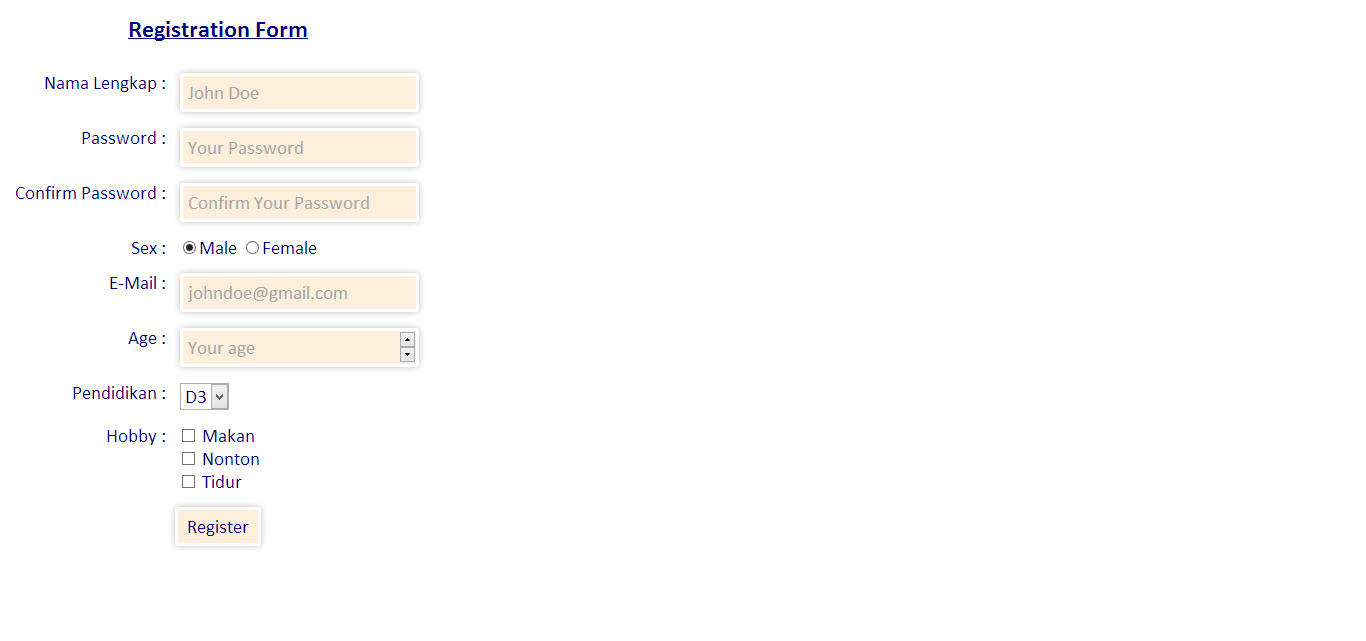 Registration Form
Nama Lengkap : John Doe
Password : Your Password
Confirm Password : Confirm Your Password
Sex : Male Female
E-Mail : johndoe@gmail.com
Age : Your age
Pendidikan : D3
Hobby : Makan
Nonton
Tidur
Register